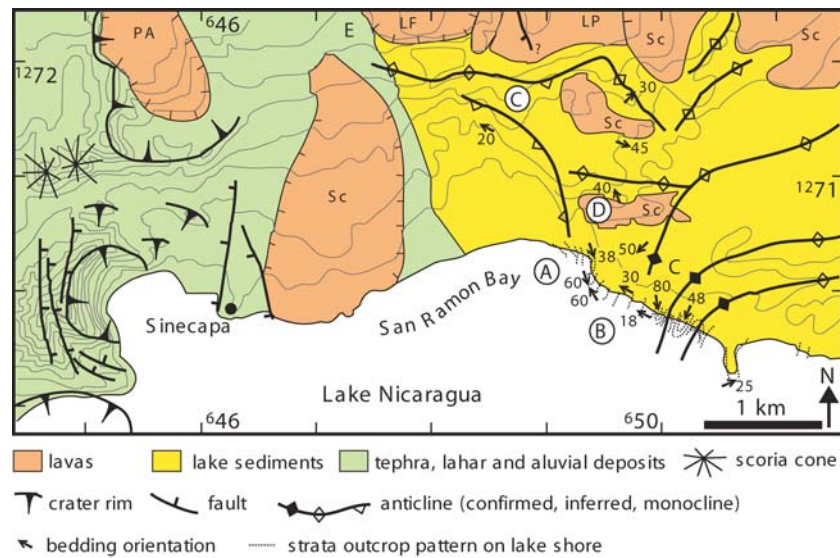 PA
⁶46
E
LF
LP
Sc
Sc
¹²72
?
C
30
Sc
20
45
¹²71
Sc
40
D
Sc
50
38
C
A
60
30
80
48
60
B
18
San Ramon Bay
Sinecapa
25
N
Lake Nicaragua
⁶46
⁶50
1 km
lavas lake sediments tephra, lahar and aluvial deposits scoria cone
crater rim fault anticline (confirmed, inferred, monocline)
bedding orientation strata outcrop pattern on lake shore